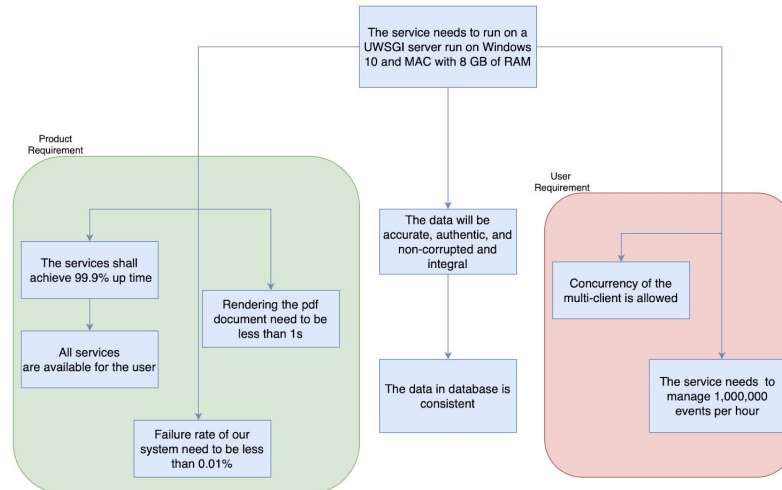 The service needs to run on a
UWSGI server run on Windows
10 and MAC with 8 GB of RAM
Product
Requirement
User
Requirement
The services shall
achieve 99.9% up time
The data will be
accurate, authentic, and
non-corrupted and
integral
Concurrency of the
multi-client is allowed
Rendering the pdf
document need to be
less than 1s
All services
are available for the user
The data in database is
consistent
The service needs to
manage 1,000,000
events per hour
Failure rate of our
system need to be less
than 0.01%